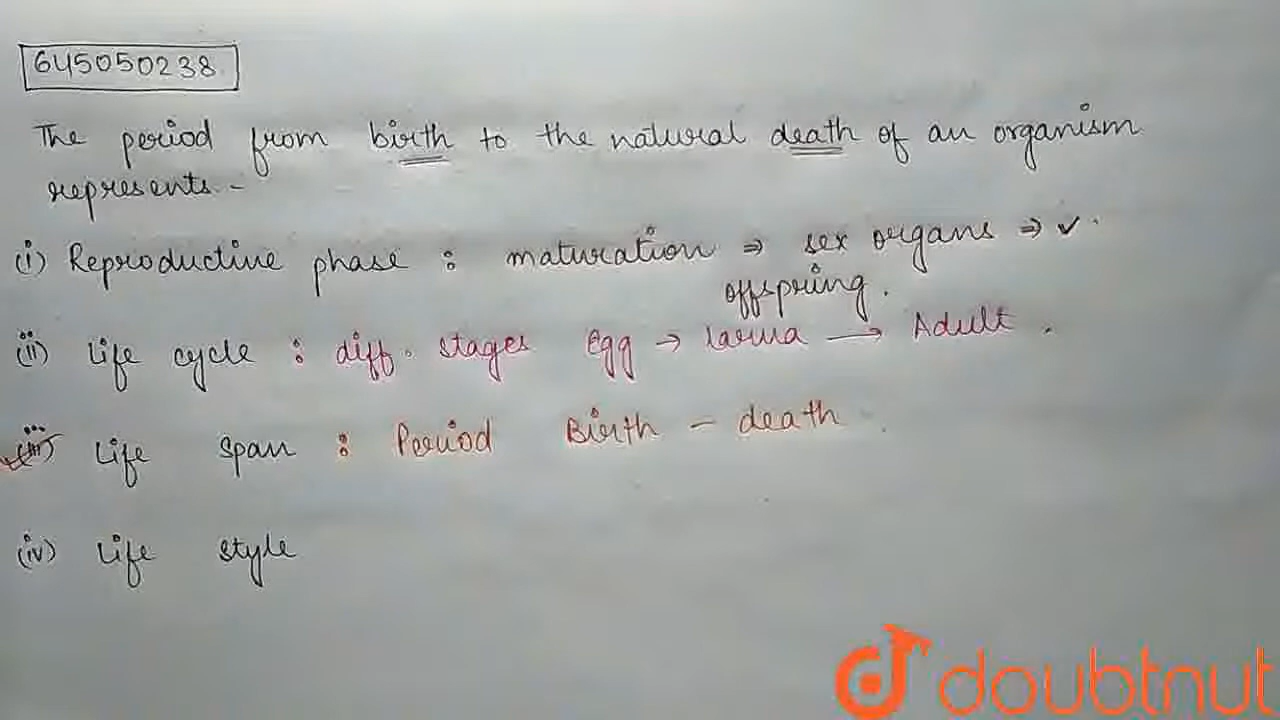 645050238
The period from birth to the natural death of an organism
represents. -
(i) Reproductive phase : maturation ⇒ sex organs ⇒ ✓.
offspring.
(ii) Life cycle : diff. stages Egg → larva → Adult.
(iii) Life span : Period Birth - death.
(iv) Life style
doubtnut